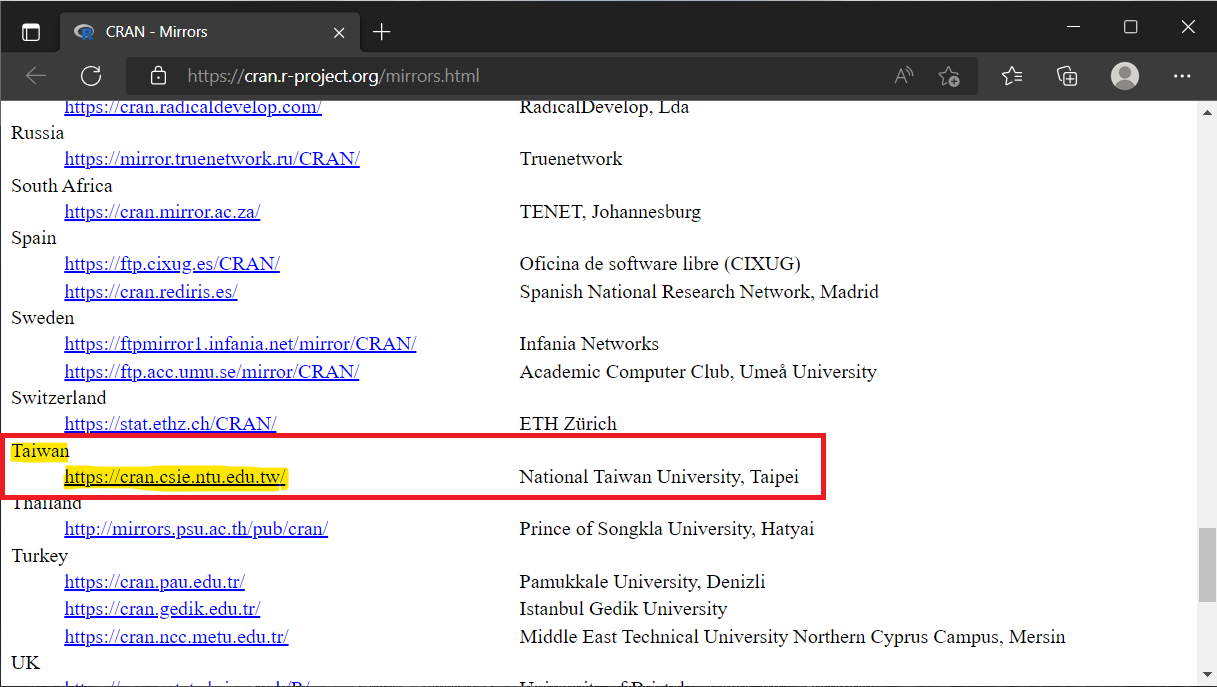 CRAN - Mirrors
https://cran.r-project.org/mirrors.html
https://cran.radicaldevelop.com/ RadicalDevelop, Lda
Russia
https://mirror.truenetwork.ru/CRAN/ Truenetwork
South Africa
https://cran.mirror.ac.za/ TENET, Johannesburg
Spain
https://ftp.cixug.es/CRAN/ Oficina de software libre (CIXUG)
https://cran.rediris.es/ Spanish National Research Network, Madrid
Sweden
https://ftpmirror1.infania.net/mirror/CRAN/ Infania Networks
https://ftp.acc.umu.se/mirror/CRAN/ Academic Computer Club, Umeå University
Switzerland
https://stat.ethz.ch/CRAN/ ETH Zürich
Taiwan
https://cran.csie.ntu.edu.tw/ National Taiwan University, Taipei
Thailand
http://mirrors.psu.ac.th/pub/cran/ Prince of Songkla University, Hatyai
Turkey
https://cran.pau.edu.tr/ Pamukkale University, Denizli
https://cran.gedik.edu.tr/ Istanbul Gedik University
https://cran.ncc.metu.edu.tr/ Middle East Technical University Northern Cyprus Campus, Mersin
UK